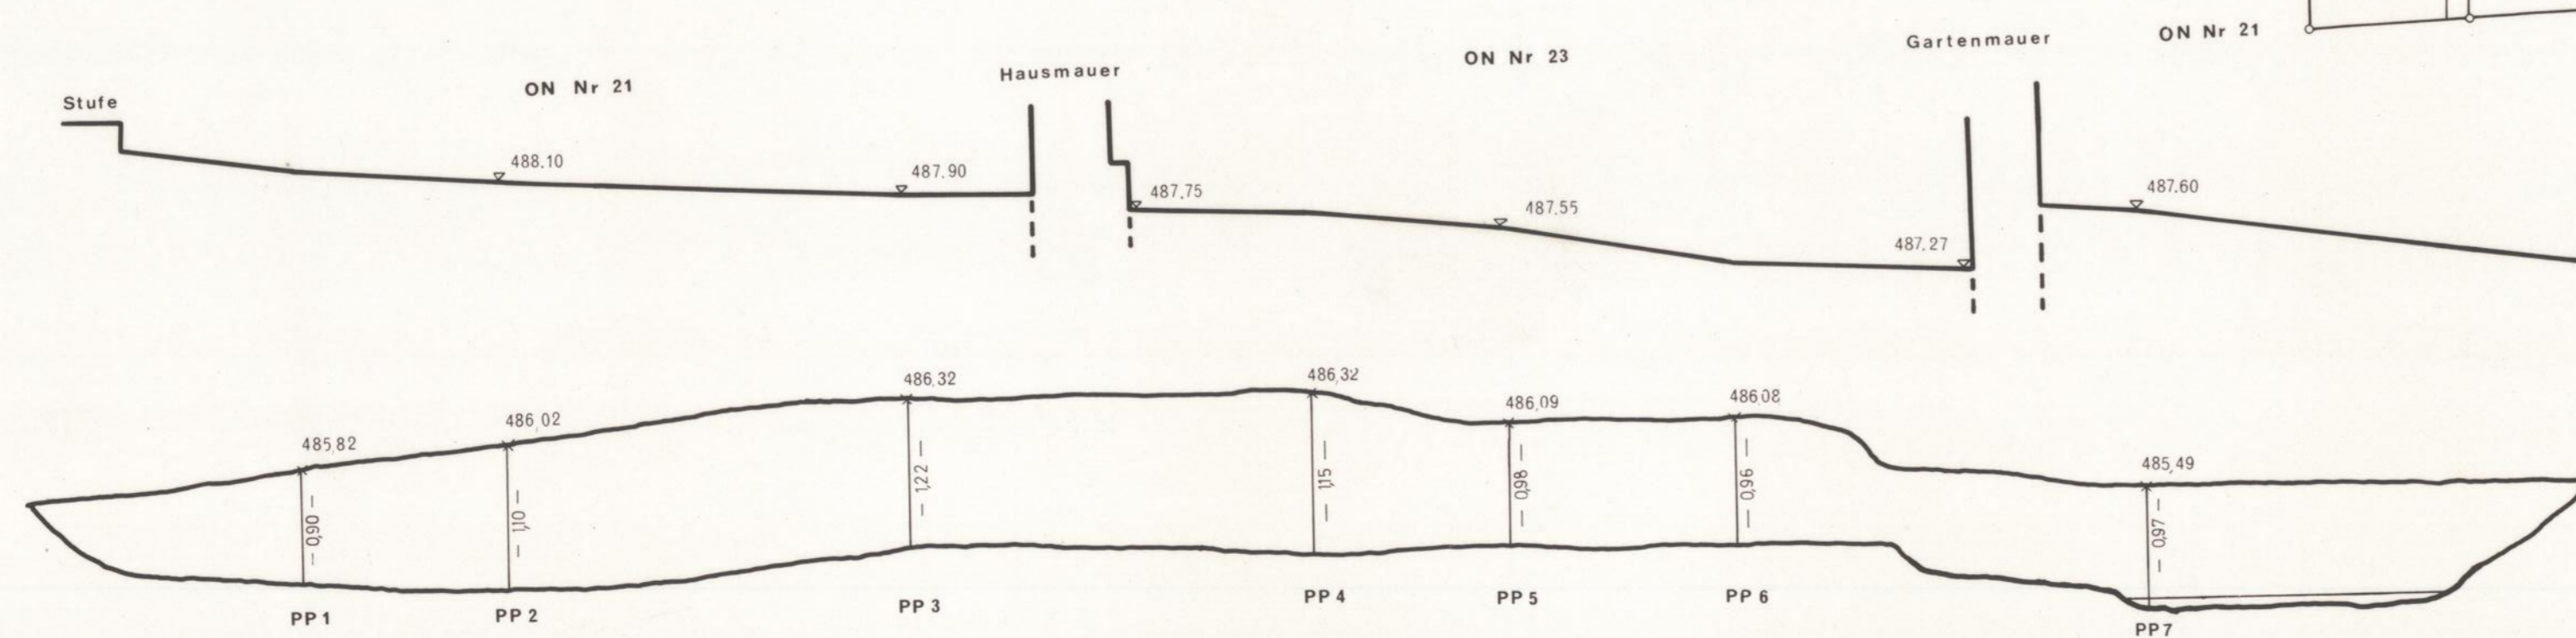 Stufe
ON Nr 21
Hausmauer
ON Nr 23
Gartenmauer
ON Nr 21
488.10
487.90
487.75
487.55
487.27
487.60
485,82
486,02
486,32
486,32
486,09
486,08
485,49
— 0,90 —
— 1,10 —
— 1,22 —
— 1,15 —
— 0,98 —
— 0,96 —
— 0,97 —
PP 1
PP 2
PP 3
PP 4
PP 5
PP 6
PP 7